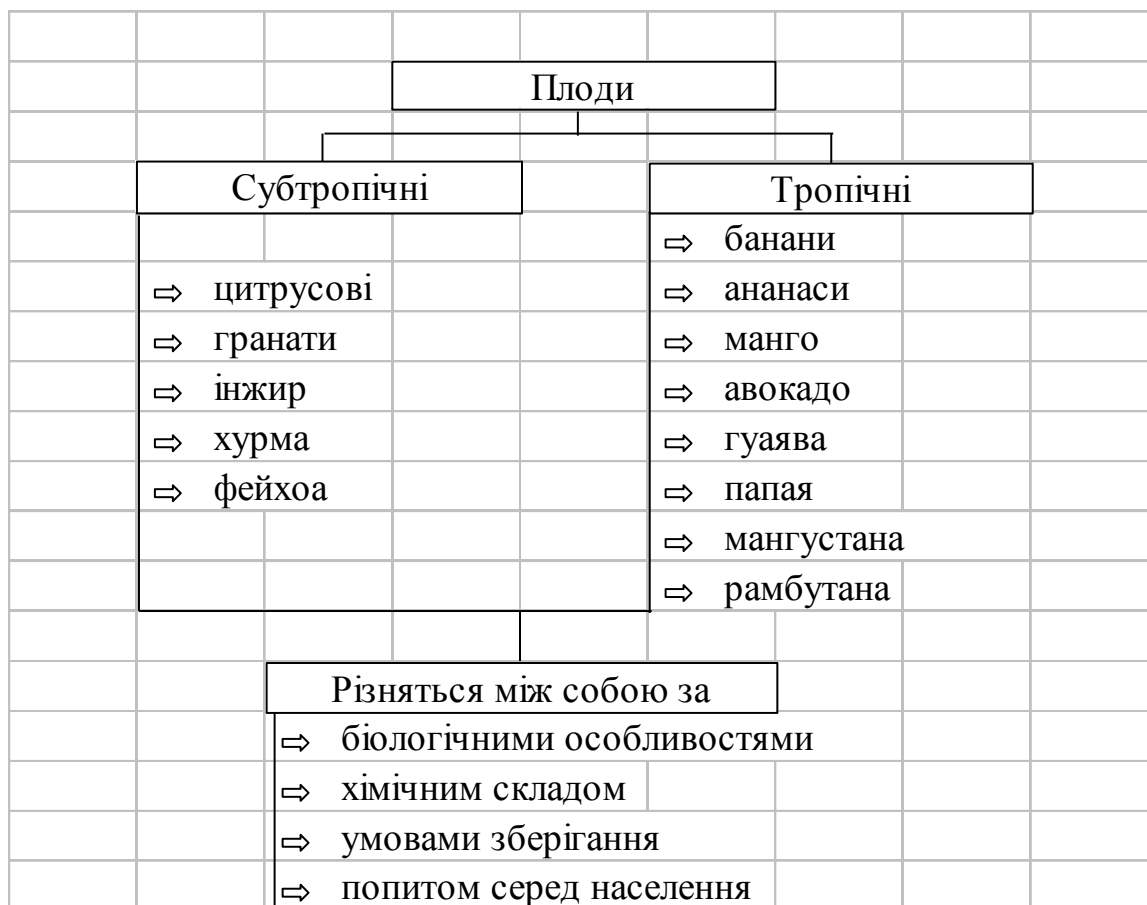 Плоди
Субтропічні
⇨ цитрусові
⇨ гранати
⇨ інжир
⇨ хурма
⇨ фейхоа
Тропічні
⇨ банани
⇨ ананаси
⇨ манго
⇨ авокадо
⇨ гуаява
⇨ папая
⇨ мангустана
⇨ рамбутана
Різняться між собою за
⇨ біологічними особливостями
⇨ хімічним складом
⇨ умовами зберігання
⇨ попитом серед населення